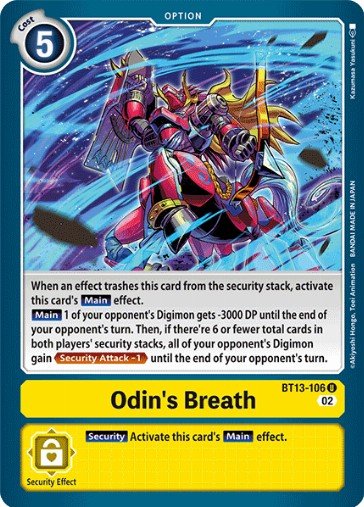 OPTION
Cost
5
Kazumasa Yasukuni
©Akiyoshi Hongo, Toei Animation BANDAI MADE IN JAPAN
When an effect trashes this card from the security stack, activate
this card's Main effect.
Main 1 of your opponent's Digimon gets -3000 DP until the end of
your opponent's turn. Then, if there're 6 or fewer total cards in
both players' security stacks, all of your opponent's Digimon
gain Security Attack -1 until the end of your opponent's turn.
BT13-106 U
Odin's Breath
02
Security Activate this card's Main effect.
Security Effect